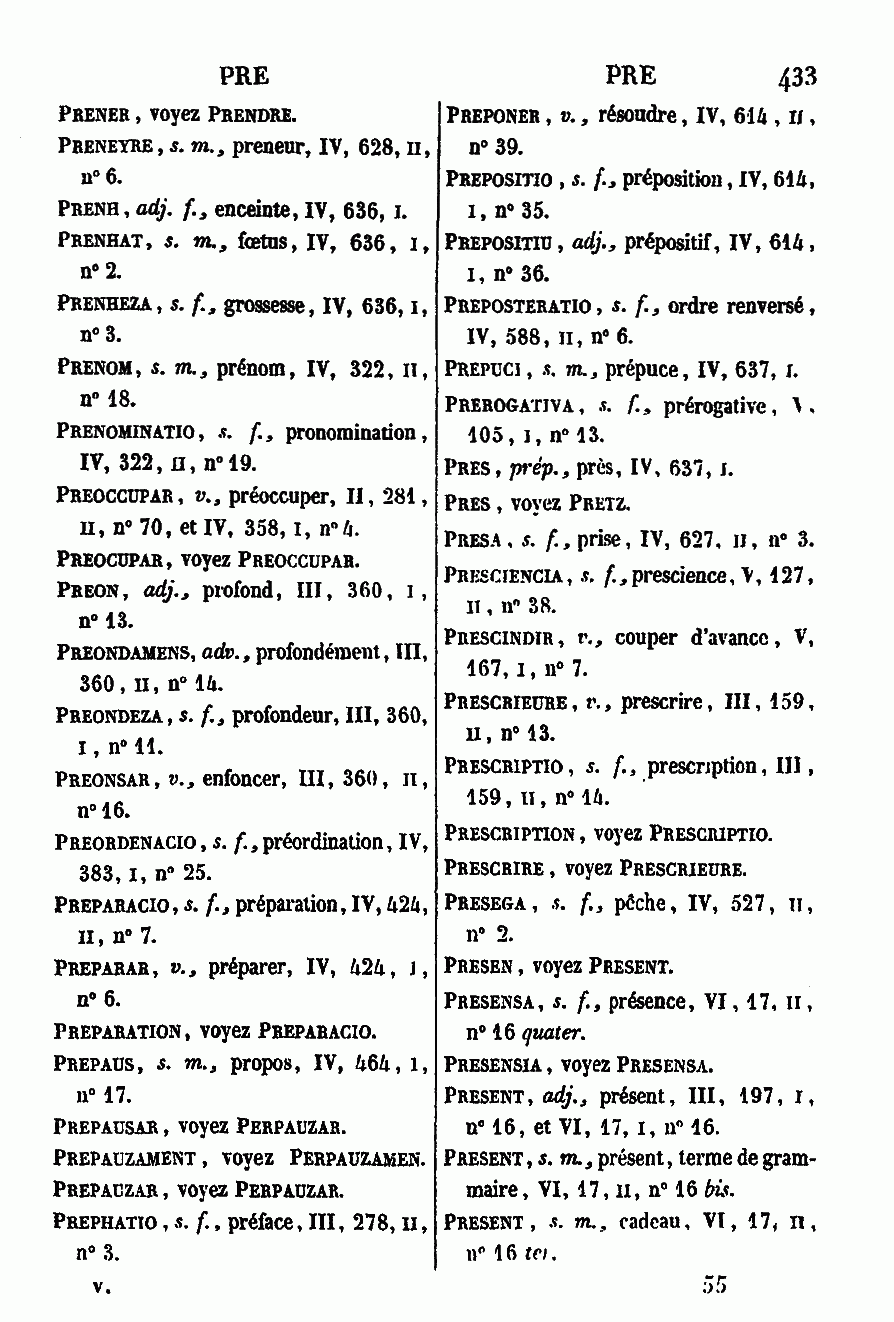 PRE
PRE 433
PRENER, voyez PRENDRE.
PRENEYRE, s. m., preneur, IV, 628, II,
n° 6.
PRENH, adj. f., enceinte, IV, 636, I.
PRENHAT, s. m., fœtus, IV, 636, I,
n° 2.
PRENHEZA, s. f., grossesse, IV, 636, I,
n° 3.
PRENOM, s. m., prénom, IV, 322, II,
n° 18.
PRENOMINATIO, s. f., pronomination,
IV, 322, II, n° 19.
PREOCCUPAR, v., préoccuper, II, 281,
II, n° 70, et IV, 358, I, n° 4.
PREOCUPAR, voyez PREOCCUPAR.
PREON, adj., profond, III, 360, I,
n° 13.
PREONDAMENS, adv., profondément, III,
360, II, n° 14.
PREONDEZA, s. f., profondeur, III, 360,
I, n° 11.
PREONSAR, v., enfoncer, III, 360, II,
n° 16.
PREORDENACIO, s. f., préordination, IV,
383, I, n° 25.
PREPARACIO, s. f., préparation, IV, 424,
II, n° 7.
PREPARAR, v., préparer, IV, 424, I,
n° 6.
PREPARATION, voyez PREPARACIO.
PREPAUS, s. m., propos, IV, 464, I,
n° 17.
PREPAUSAR, voyez PERPAUZAR.
PREPAUZAMENT, voyez PERPAUZAMEN.
PREPAUZAR, voyez PERPAUZAR.
PREPHATIO, s. f., préface, III, 278, II,
n° 3.
V.
PREPONER, v., résoudre, IV, 614, II,
n° 39.
PREPOSITIO, s. f., préposition, IV, 614,
I, n° 35.
PREPOSITIU, adj., prépositif, IV, 614,
I, n° 36.
PREPOSTERATIO, s. f., ordre renversé,
IV, 588, II, n° 6.
PREPUCI, s. m., prépuce, IV, 637, I.
PREROGATIVA, s. f., prérogative, V,
105, I, n° 13.
PRES, prép., près, IV, 637, I.
PRES, voyez PRETZ.
PRESA, s. f., prise, IV, 627, II, n° 3.
PRESCIENCIA, s. f., prescience, V, 127,
II, n° 38.
PRESCINDIR, v., couper d'avance, V,
167, I, n° 7.
PRESCRIEURE, v., prescrire, III, 159,
II, n° 13.
PRESCRIPTIO, s. f., prescription, III,
159, II, n° 14.
PRESCRIPTION, voyez PRESCRIPTIO.
PRESCRIRE, voyez PRESCRIEURE.
PRESEGA, s. f., pêche, IV, 527, II,
n° 2.
PRESEN, voyez PRESENT.
PRESENSA, s. f., présence, VI, 17, II,
n° 16 quater.
PRESENSIA, voyez PRESENSA.
PRESENT, adj., présent, III, 197, I,
n° 16, et VI, 17, I, n° 16.
PRESENT, s. m., présent, terme de gram-
maire, VI, 17, II, n° 16 bis.
PRESENT, s. m., cadeau, VI, 17, II,
n° 16 ter.
55